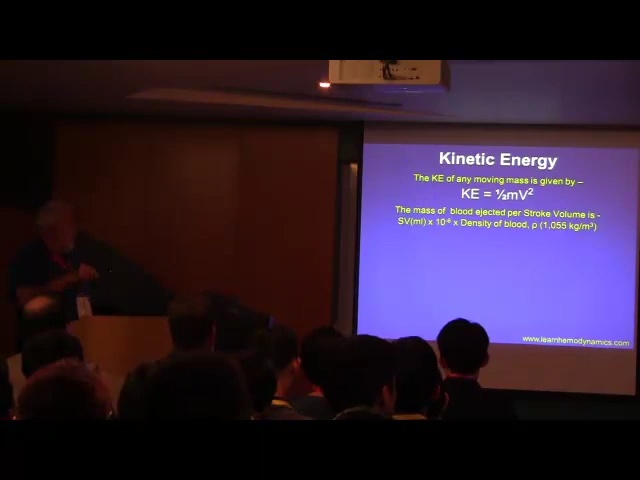 Kinetic Energy
The KE of any moving mass is given by –
KE = ½mV²
The mass of blood ejected per Stroke Volume is -
SV(ml) x 10⁻⁶ x Density of blood, ρ (1,055 kg/m³)
www.learnhemodynamics.com